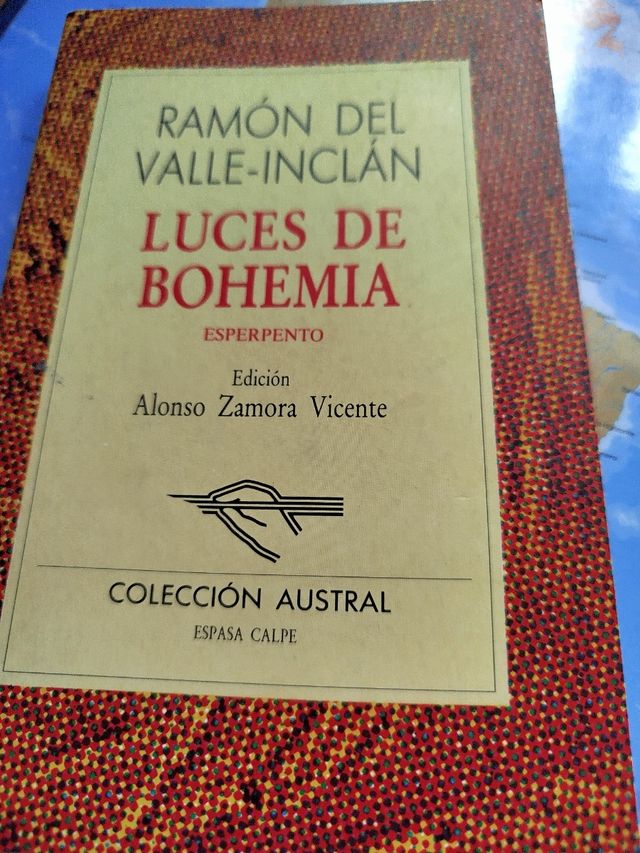 RAMÓN DEL
VALLE-INCLÁN
LUCES DE
BOHEMIA
ESPERPENTO
Edición
Alonso Zamora Vicente
COLECCIÓN AUSTRAL
ESPASA CALPE